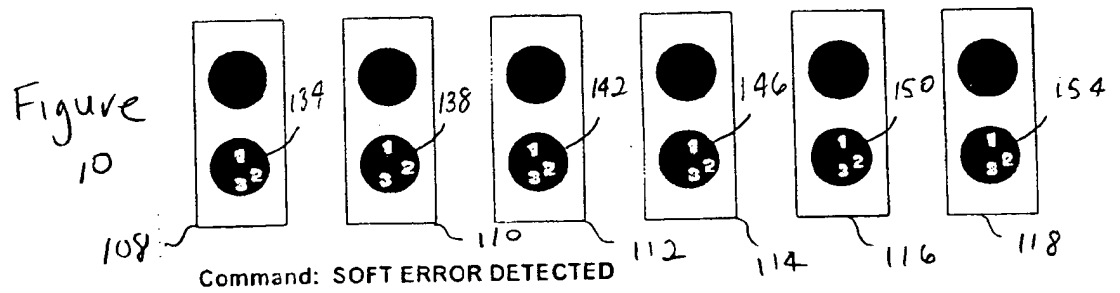 Figure
10
134 138 142 146 150 154
1 1 1 1 1 1
2 2 2 2 2 2
3 3 3 3 3 3
108 110 112 114 116 118
Command: SOFT ERROR DETECTED